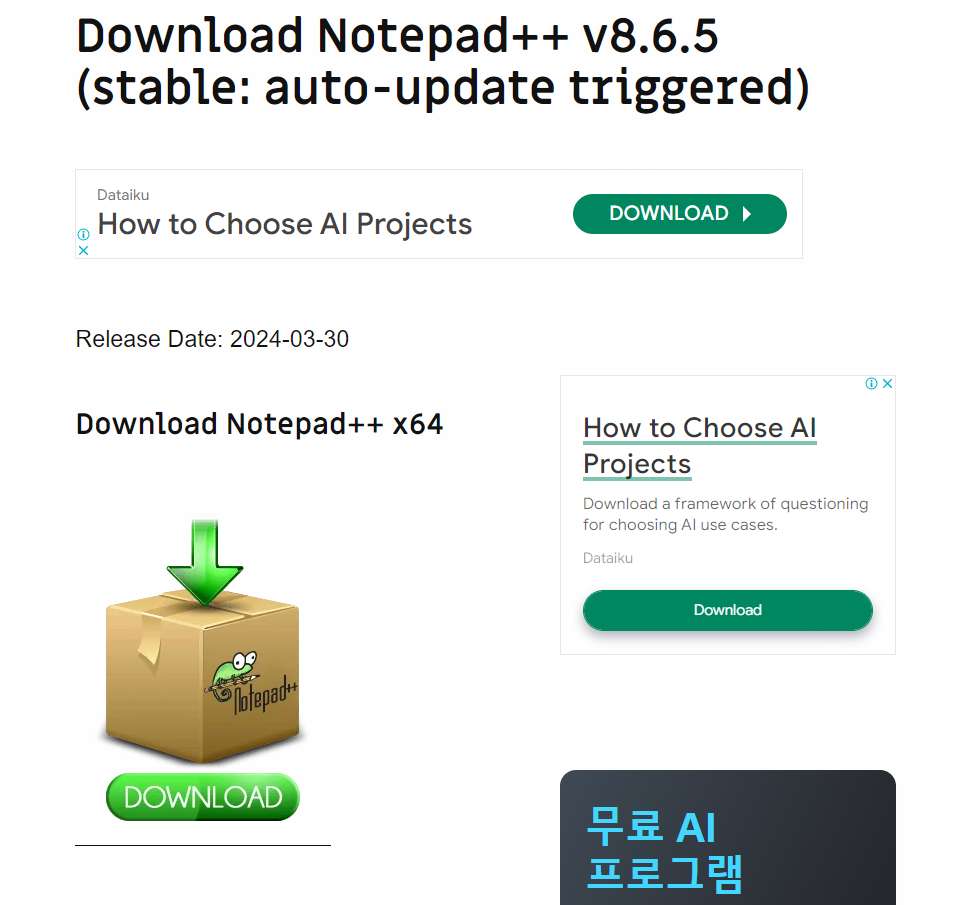 Download Notepad++ v8.6.5
(stable: auto-update triggered)
Dataiku
How to Choose AI Projects
DOWNLOAD
Release Date: 2024-03-30
Download Notepad++ x64
Notepad++
DOWNLOAD
How to Choose AI
Projects
Download a framework of questioning
for choosing AI use cases.
Dataiku
Download
무료 AI
프로그램